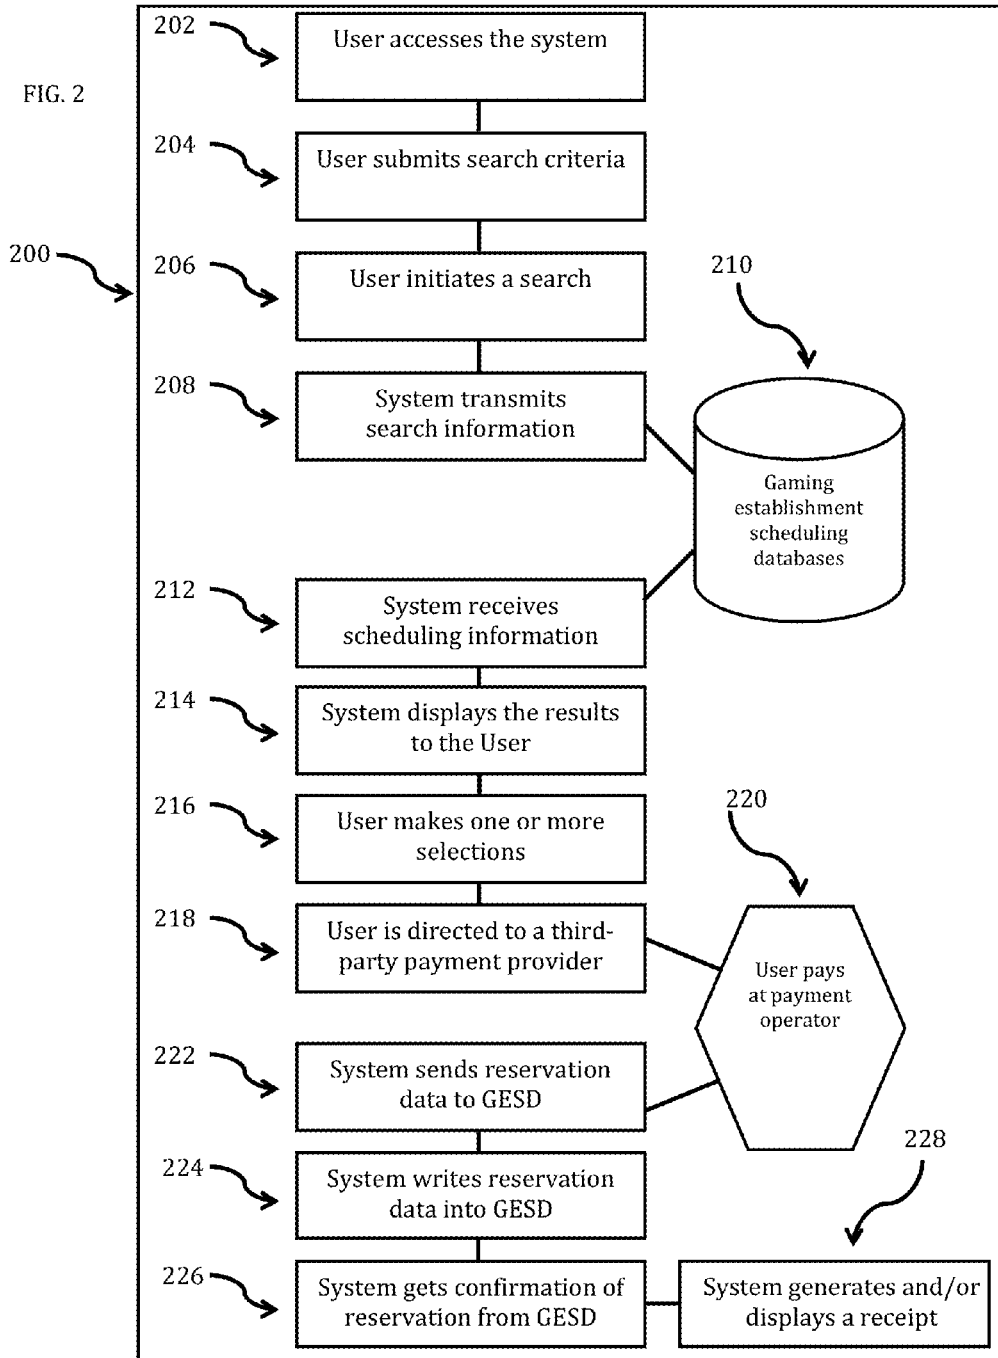 202
User accesses the system
FIG. 2
204
User submits search criteria
200
206
User initiates a search
210
208
System transmits
search information
Gaming
establishment
scheduling
databases
212
System receives
scheduling information
214
System displays the results
to the User
216
User makes one or more
selections
220
218
User is directed to a third-
party payment provider
User pays
at payment
operator
222
System sends reservation
data to GESD
224
System writes reservation
data into GESD
228
226
System gets confirmation of
reservation from GESD
System generates and/or
displays a receipt